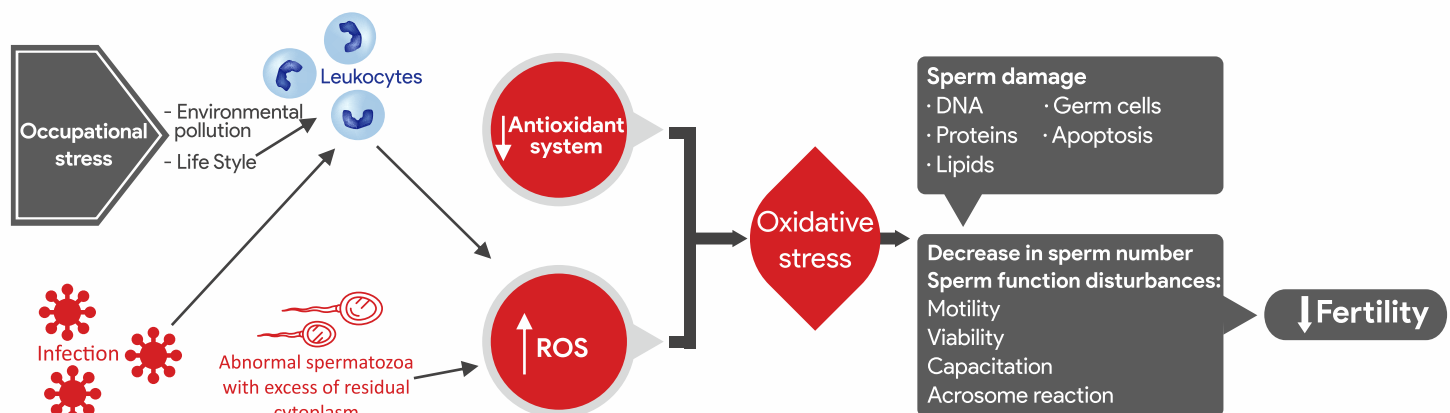 Occupational
stress
- Environmental
pollution
- Life Style
Leukocytes
Infection
Abnormal spermatozoa
with excess of residual
cytoplasm
Antioxidant
system
ROS
Oxidative
stress
Sperm damage
· DNA
· Germ cells
· Proteins
· Apoptosis
· Lipids
Decrease in sperm number
Sperm function disturbances:
Motility
Viability
Capacitation
Acrosome reaction
Fertility